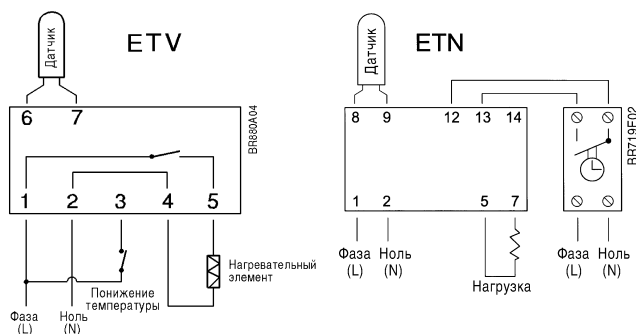 ETV
Датчик
6 7
BR880A04
1 2 3 4 5
Фаза
(L)
Ноль
(N)
Понижение
температуры
Нагревательный
элемент
ETN
Датчик
8 9 12 13 14
BR719E02
1 2 5 7
Фаза
(L)
Ноль
(N)
Нагрузка
Фаза
(L)
Ноль
(N)